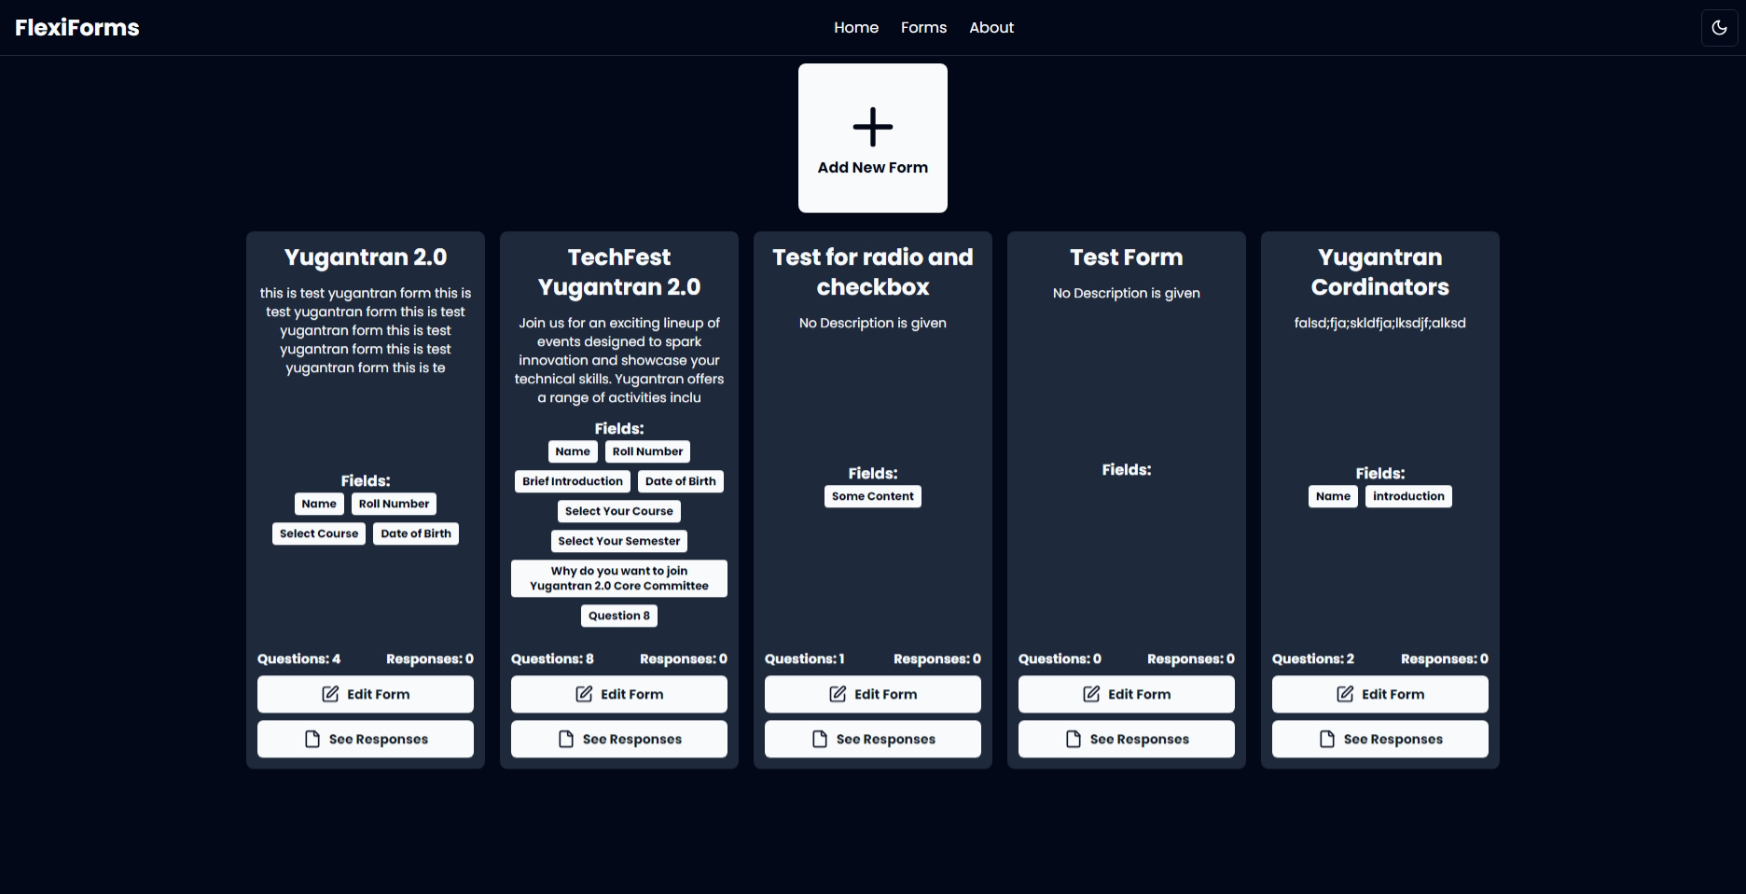 FlexiForms
Home Forms About
Add New Form
Yugantran 2.0
this is test yugantran form this is
test yugantran form this is test
yugantran form this is test
yugantran form this is test
yugantran form this is te
Fields:
Name Roll Number
Select Course Date of Birth
Questions: 4 Responses: 0
Edit Form
See Responses
TechFest
Yugantran 2.0
Join us for an exciting lineup of
events designed to spark
innovation and showcase your
technical skills. Yugantran offers
a range of activities inclu
Fields:
Name Roll Number
Brief Introduction Date of Birth
Select Your Course
Select Your Semester
Why do you want to join
Yugantran 2.0 Core Committee
Question 8
Questions: 8 Responses: 0
Edit Form
See Responses
Test for radio and
checkbox
No Description is given
Fields:
Some Content
Questions: 1 Responses: 0
Edit Form
See Responses
Test Form
No Description is given
Fields:
Questions: 0 Responses: 0
Edit Form
See Responses
Yugantran
Cordinators
falsd;fja;skldfja;lksdjf;alksd
Fields:
Name introduction
Questions: 2 Responses: 0
Edit Form
See Responses